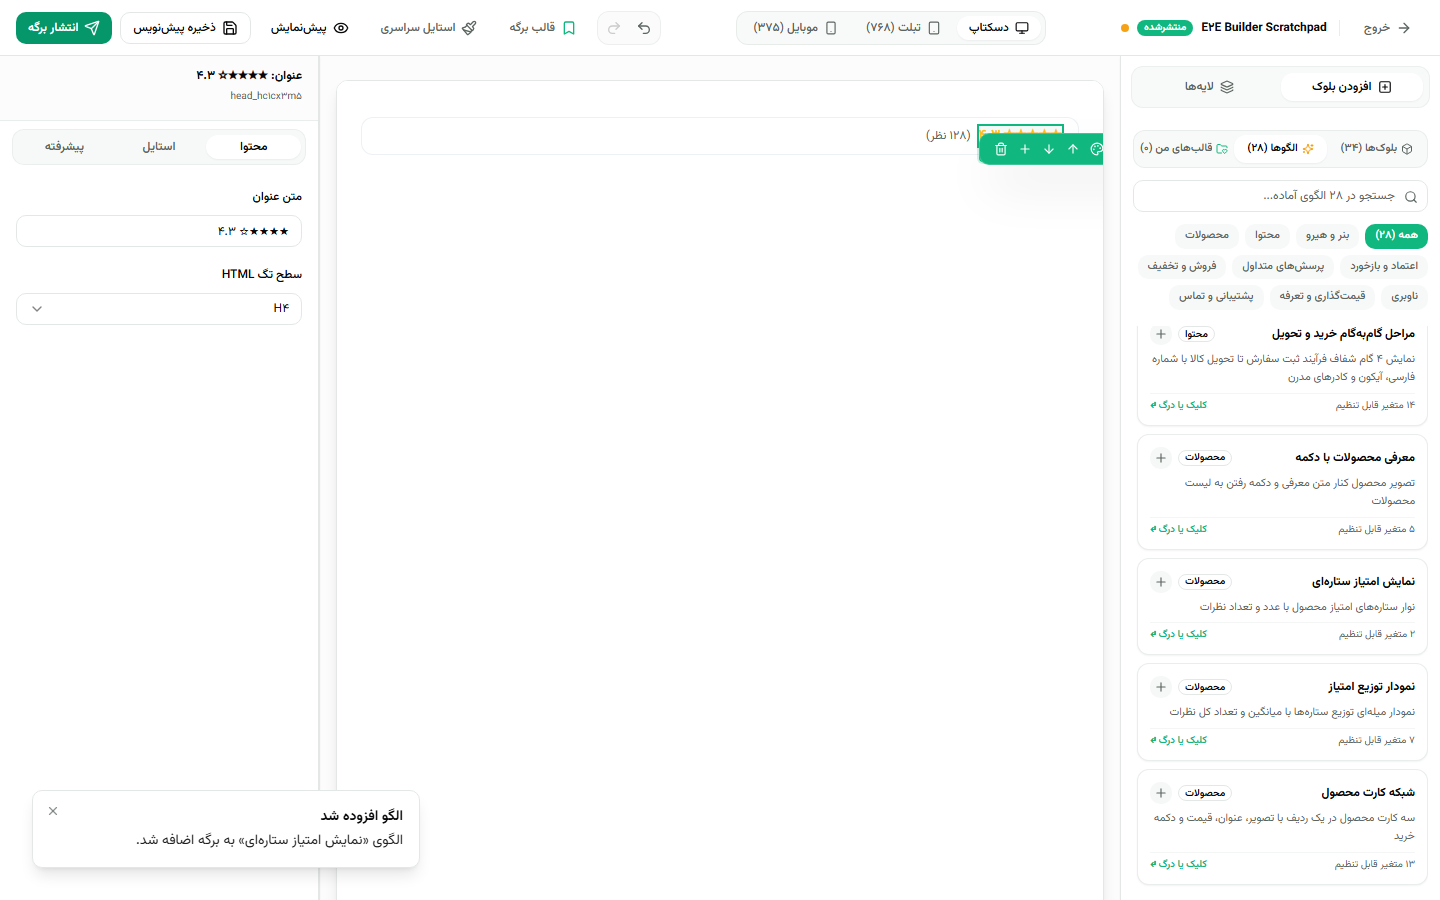 خروج
E2E Builder Scratchpad
منتشرشده
دسکتاپ
تبلت (۷۶۸)
موبایل (۳۷۵)
قالب برگه
استایل سراسری
پیش‌نمایش
ذخیره پیش‌نویس
انتشار برگه
افزودن بلوک
لایه‌ها
بلوک‌ها (۳۴)
الگوها (۲۸)
قالب‌های من (۰)
جستجو در ۲۸ الگوی آماده...
همه (۲۸)
بنر و هیرو
محتوا
محصولات
اعتماد و بازخورد
پرسش‌های متداول
فروش و تخفیف
ناوبری
قیمت‌گذاری و تعرفه
پشتیبانی و تماس
مراحل گام‌به‌گام خرید و تحویل
محتوا
نمایش ۴ گام شفاف فرآیند ثبت سفارش تا تحویل کالا با شماره
فارسی، آیکون و کادرهای مدرن
۱۴ متغیر قابل تنظیم
کلیک یا درگ
معرفی محصولات با دکمه
محصولات
تصویر محصول کنار متن معرفی و دکمه رفتن به لیست
محصولات
۵ متغیر قابل تنظیم
کلیک یا درگ
نمایش امتیاز ستاره‌ای
محصولات
نوار ستاره‌های امتیاز محصول با عدد و تعداد نظرات
۲ متغیر قابل تنظیم
کلیک یا درگ
نمودار توزیع امتیاز
محصولات
نمودار میله‌ای توزیع ستاره‌ها با میانگین و تعداد کل نظرات
۷ متغیر قابل تنظیم
کلیک یا درگ
شبکه کارت محصول
محصولات
سه کارت محصول در یک ردیف با تصویر، عنوان، قیمت و دکمه
خرید
۱۳ متغیر قابل تنظیم
کلیک یا درگ
(۱۲۸ نظر)
عنوان: ★★★★☆ ۴.۳
head_hc1cx3m5
محتوا
استایل
پیشرفته
متن عنوان
★★★★☆ ۴.۳
سطح تگ HTML
H۴
الگو افزوده شد
الگوی «نمایش امتیاز ستاره‌ای» به برگه اضافه شد.